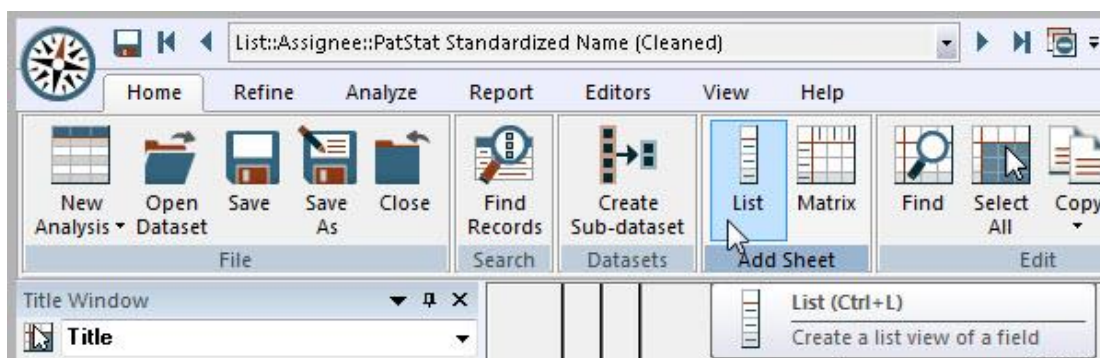 List::Assignee::PatStat Standardized Name (Cleaned)
Home Refine Analyze Report Editors View Help
New Analysis
Open Dataset
Save
Save As
Close
File
Find Records
Search
Create Sub-dataset
Datasets
List
Matrix
Add Sheet
Find
Select All
Copy
Edit
Title Window
Title
List (Ctrl+L)
Create a list view of a field